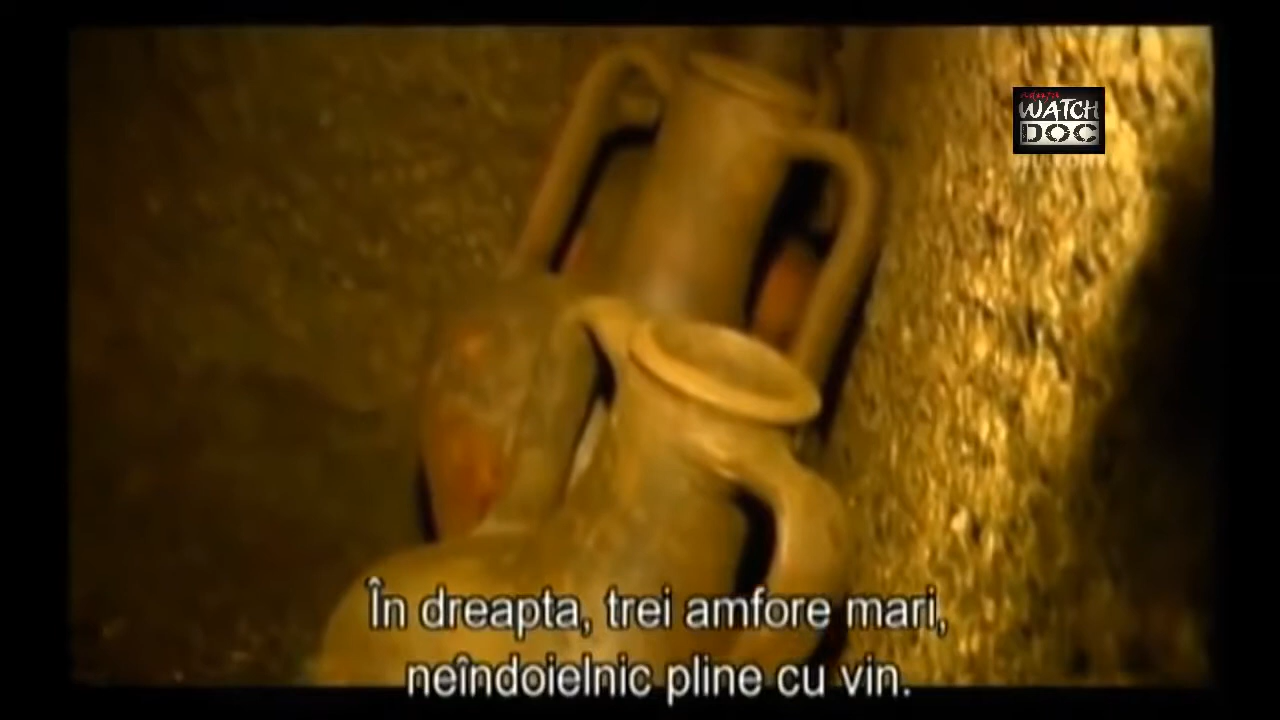 WATCH
DOC
În dreapta, trei amfore mari,
neîndoielnic pline cu vin.